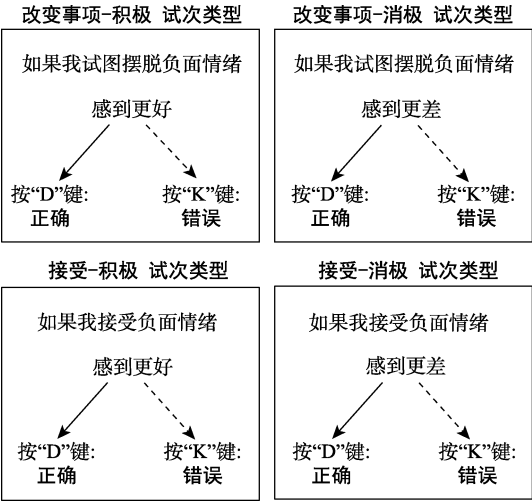 改变事项-积极 试次类型
如果我试图摆脱负面情绪
感到更好
按“D”键:
正确
按“K”键:
错误
改变事项-消极 试次类型
如果我试图摆脱负面情绪
感到更差
按“D”键:
正确
按“K”键:
错误
接受-积极 试次类型
如果我接受负面情绪
感到更好
按“D”键:
正确
按“K”键:
错误
接受-消极 试次类型
如果我接受负面情绪
感到更差
按“D”键:
正确
按“K”键:
错误